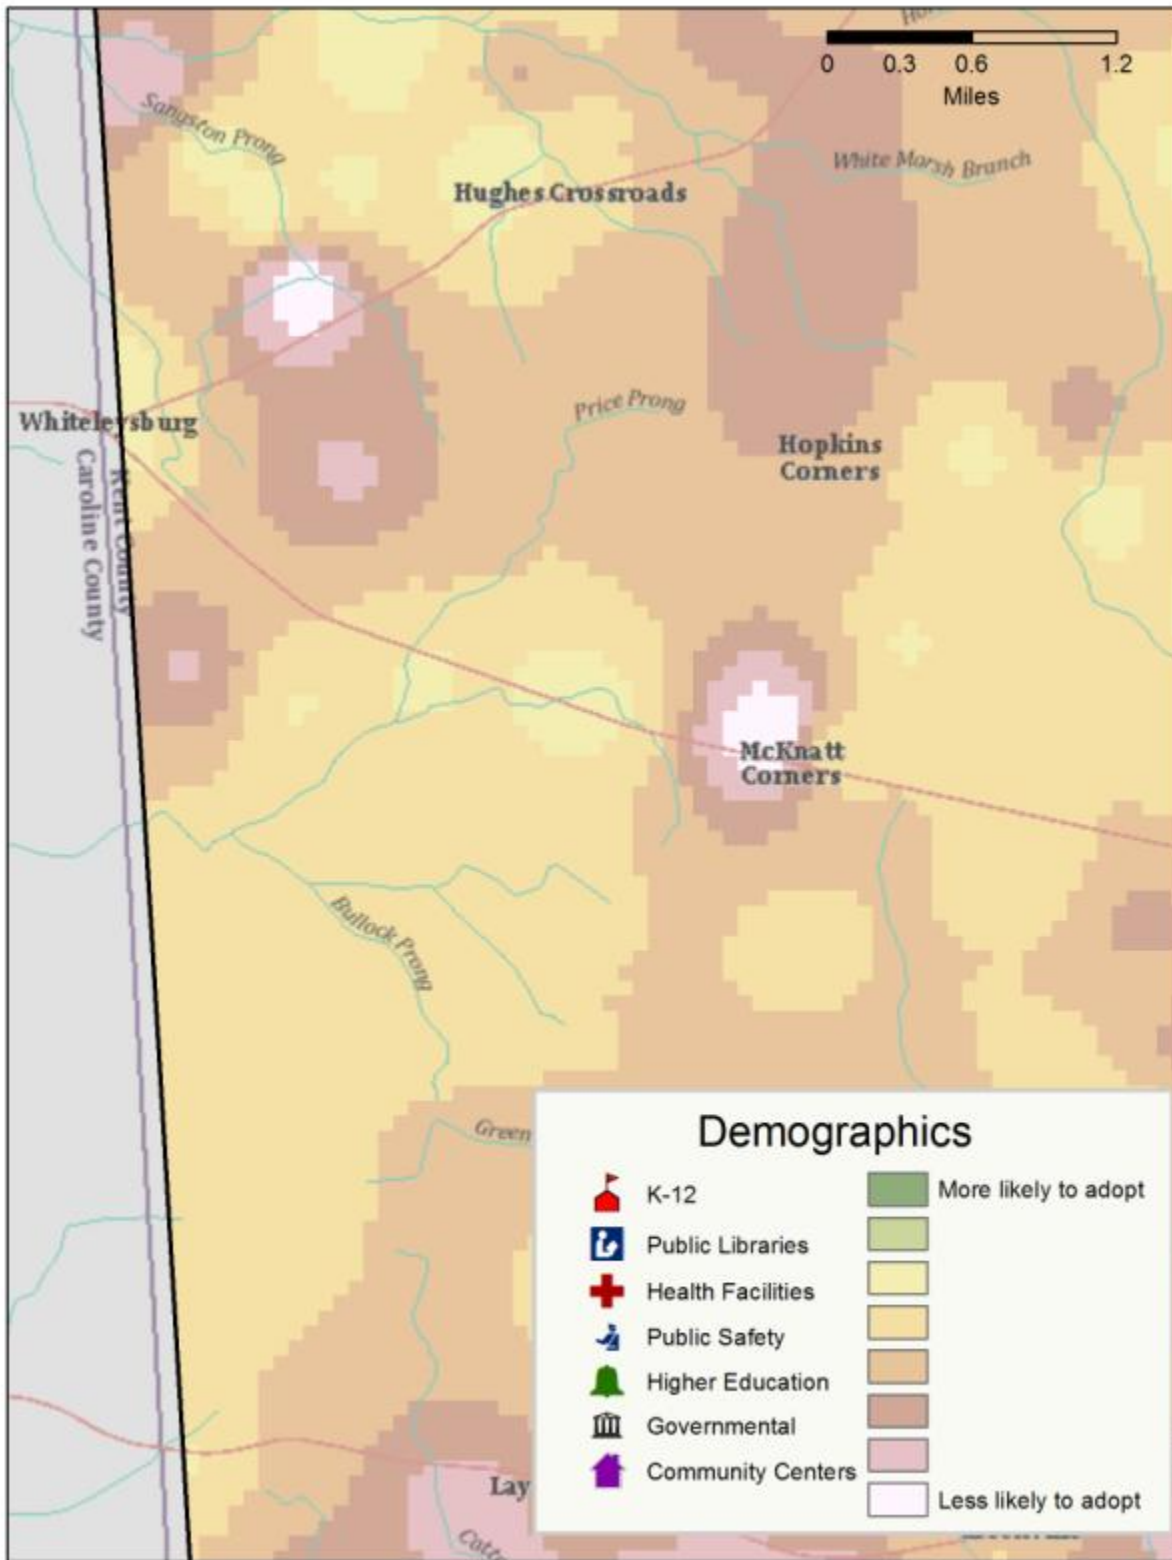 0 0.3 0.6 1.2
Miles
Sangston Prong
White Marsh Branch
Hughes Crossroads
Price Prong
Whiteleysburg
Hopkins
Corners
Kent County
Caroline County
McKnatt
Corners
Bullock Prong
Green
Lay
Demographics
K-12
Public Libraries
Health Facilities
Public Safety
Higher Education
Governmental
Community Centers
More likely to adopt
Less likely to adopt